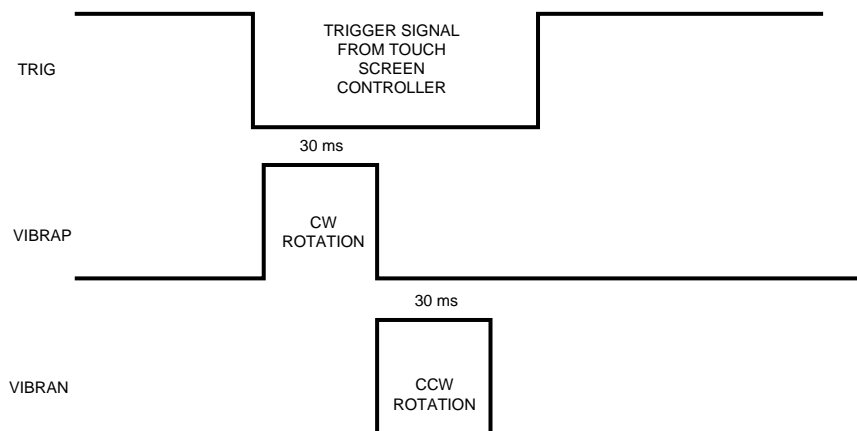 TRIGGER SIGNAL
FROM TOUCH
SCREEN
CONTROLLER
TRIG
30 ms
CW
ROTATION
VIBRAP
30 ms
CCW
ROTATION
VIBRAN